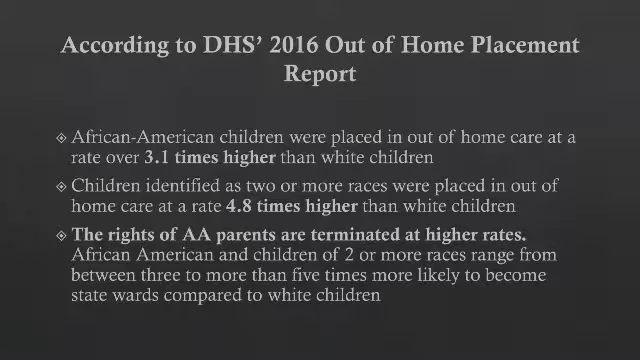 According to DHS’ 2016 Out of Home Placement
Report
African-American children were placed in out of home care at a
rate over 3.1 times higher than white children
Children identified as two or more races were placed in out of
home care at a rate 4.8 times higher than white children
The rights of AA parents are terminated at higher rates.
African American and children of 2 or more races range from
between three to more than five times more likely to become
state wards compared to white children